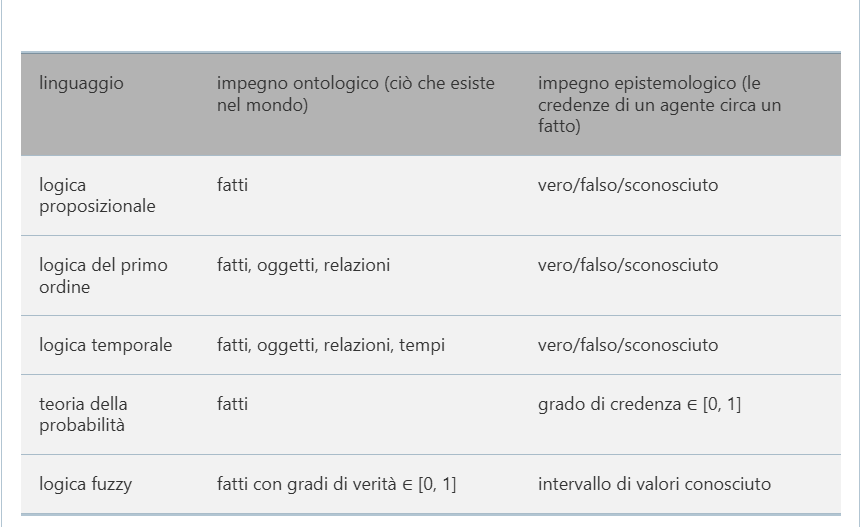 linguaggio
impegno ontologico (ciò che esiste
nel mondo)
impegno epistemologico (le
credenze di un agente circa un
fatto)
logica
proposizionale
fatti
vero/falso/sconosciuto
logica del primo
ordine
fatti, oggetti, relazioni
vero/falso/sconosciuto
logica temporale
fatti, oggetti, relazioni, tempi
vero/falso/sconosciuto
teoria della
probabilità
fatti
grado di credenza ∈ [0, 1]
logica fuzzy
fatti con gradi di verità ∈ [0, 1]
intervallo di valori conosciuto